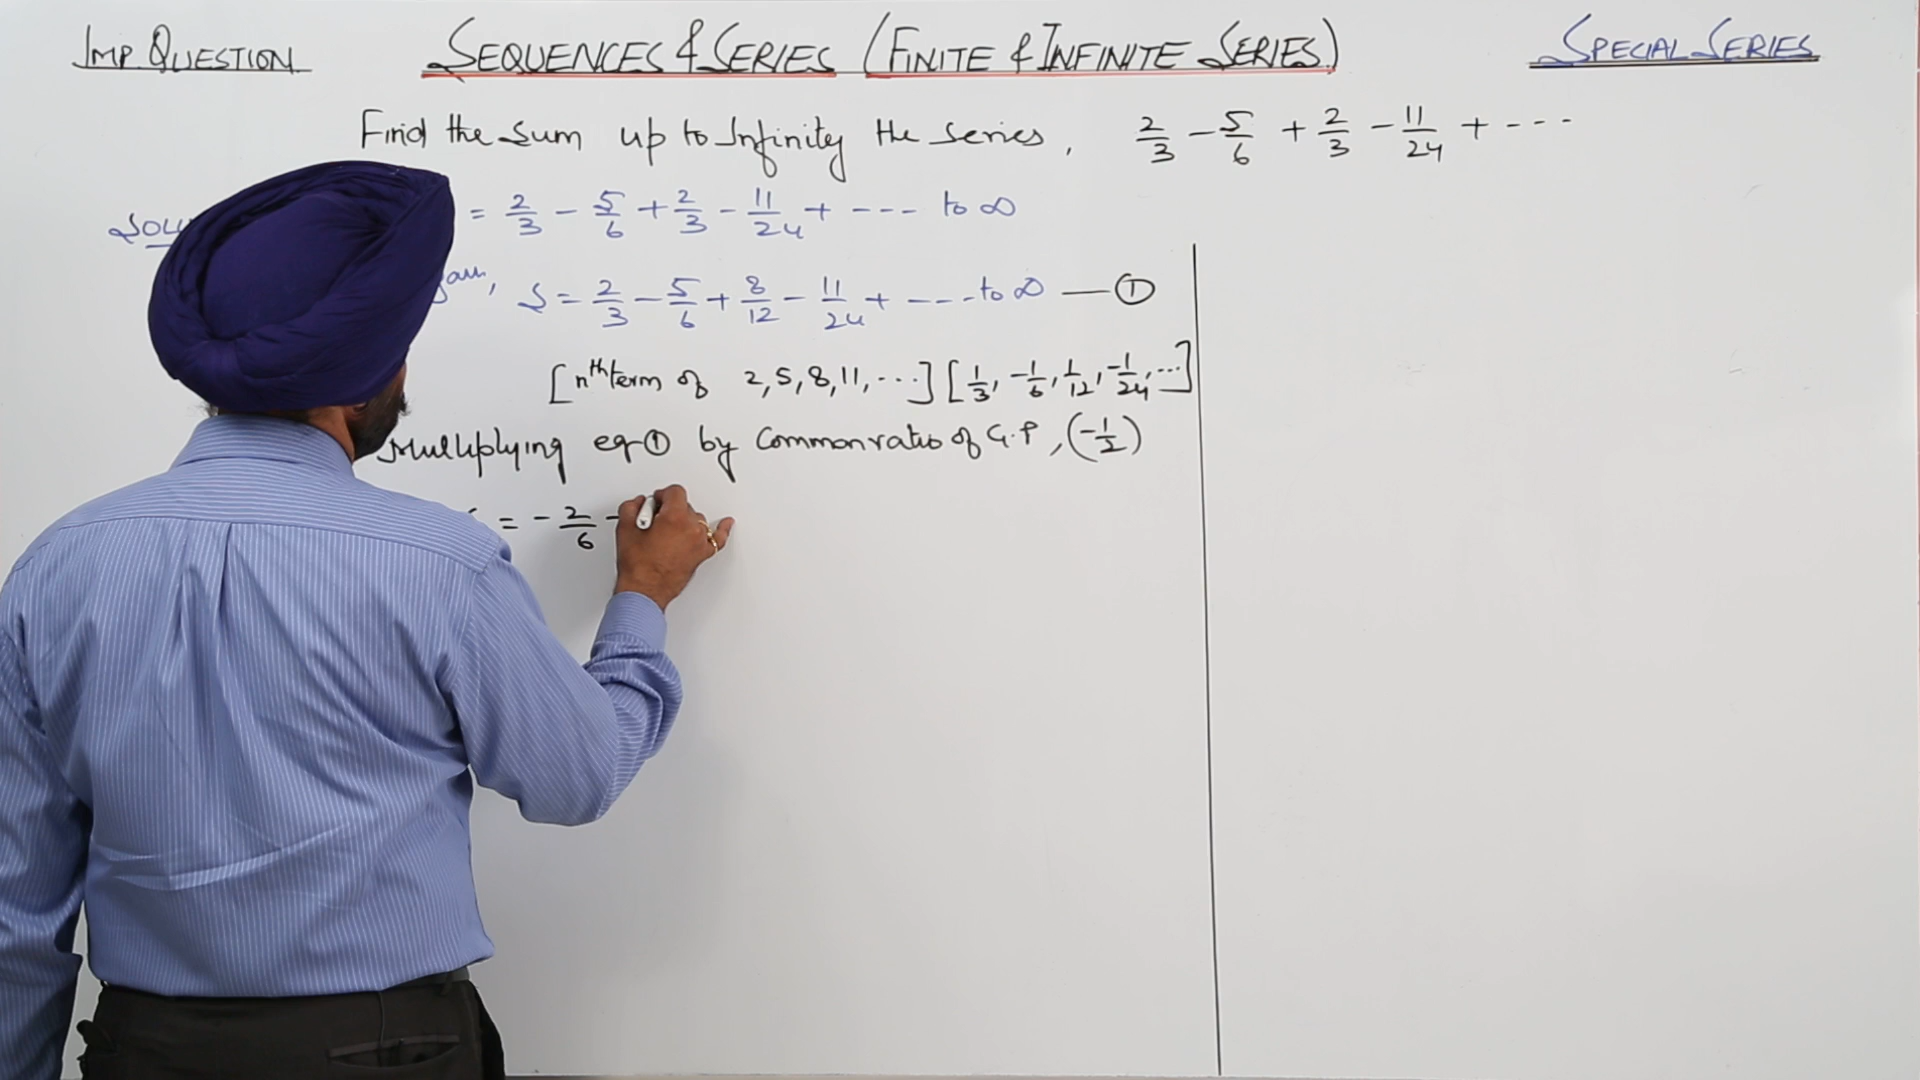 IMP QUESTION
SEQUENCES & SERIES (FINITE & INFINITE SERIES)
SPECIAL SERIES
Find the sum up to Infinity the series, 2/3 - 5/6 + 2/3 - 11/24 + ----
= 2/3 - 5/6 + 2/3 - 11/24 + --- to ∞
S = 2/3 - 5/6 + 8/12 - 11/24 + --- to ∞ — ①
[nth term of 2, 5, 8, 11, ...] [1/3, -1/6, 1/12, -1/24, ...]
Multiplying eq ① by Common ratio of G.P, (-1/2)
= - 2/6